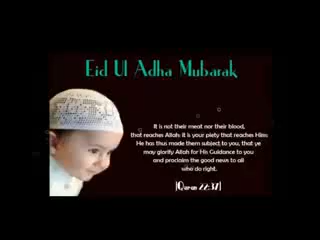 Eid Ul Adha Mubarak
It is not their meat nor their blood,
that reaches Allah: it is your piety that reaches Him:
He has thus made them subject to you, that ye
may glorify Allah for His Guidance to you
and proclaim the good news to all
who do right.
[Quran 22:37]